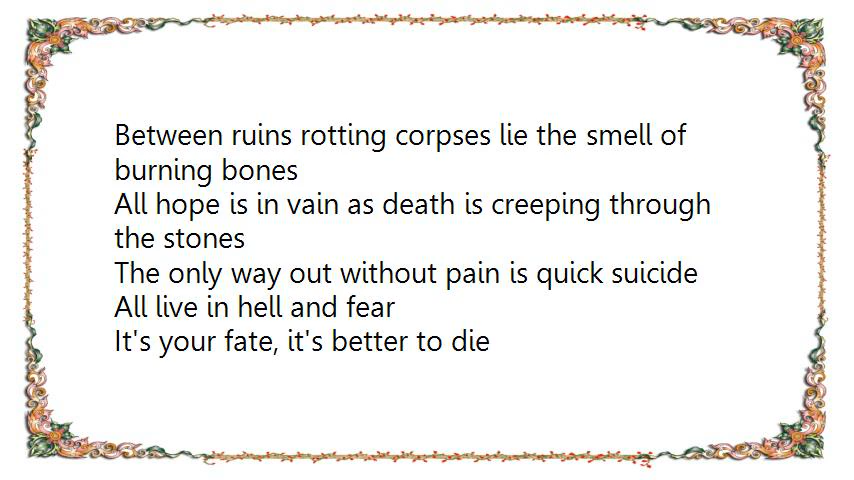 Between ruins rotting corpses lie the smell of
burning bones
All hope is in vain as death is creeping through
the stones
The only way out without pain is quick suicide
All live in hell and fear
It's your fate, it's better to die